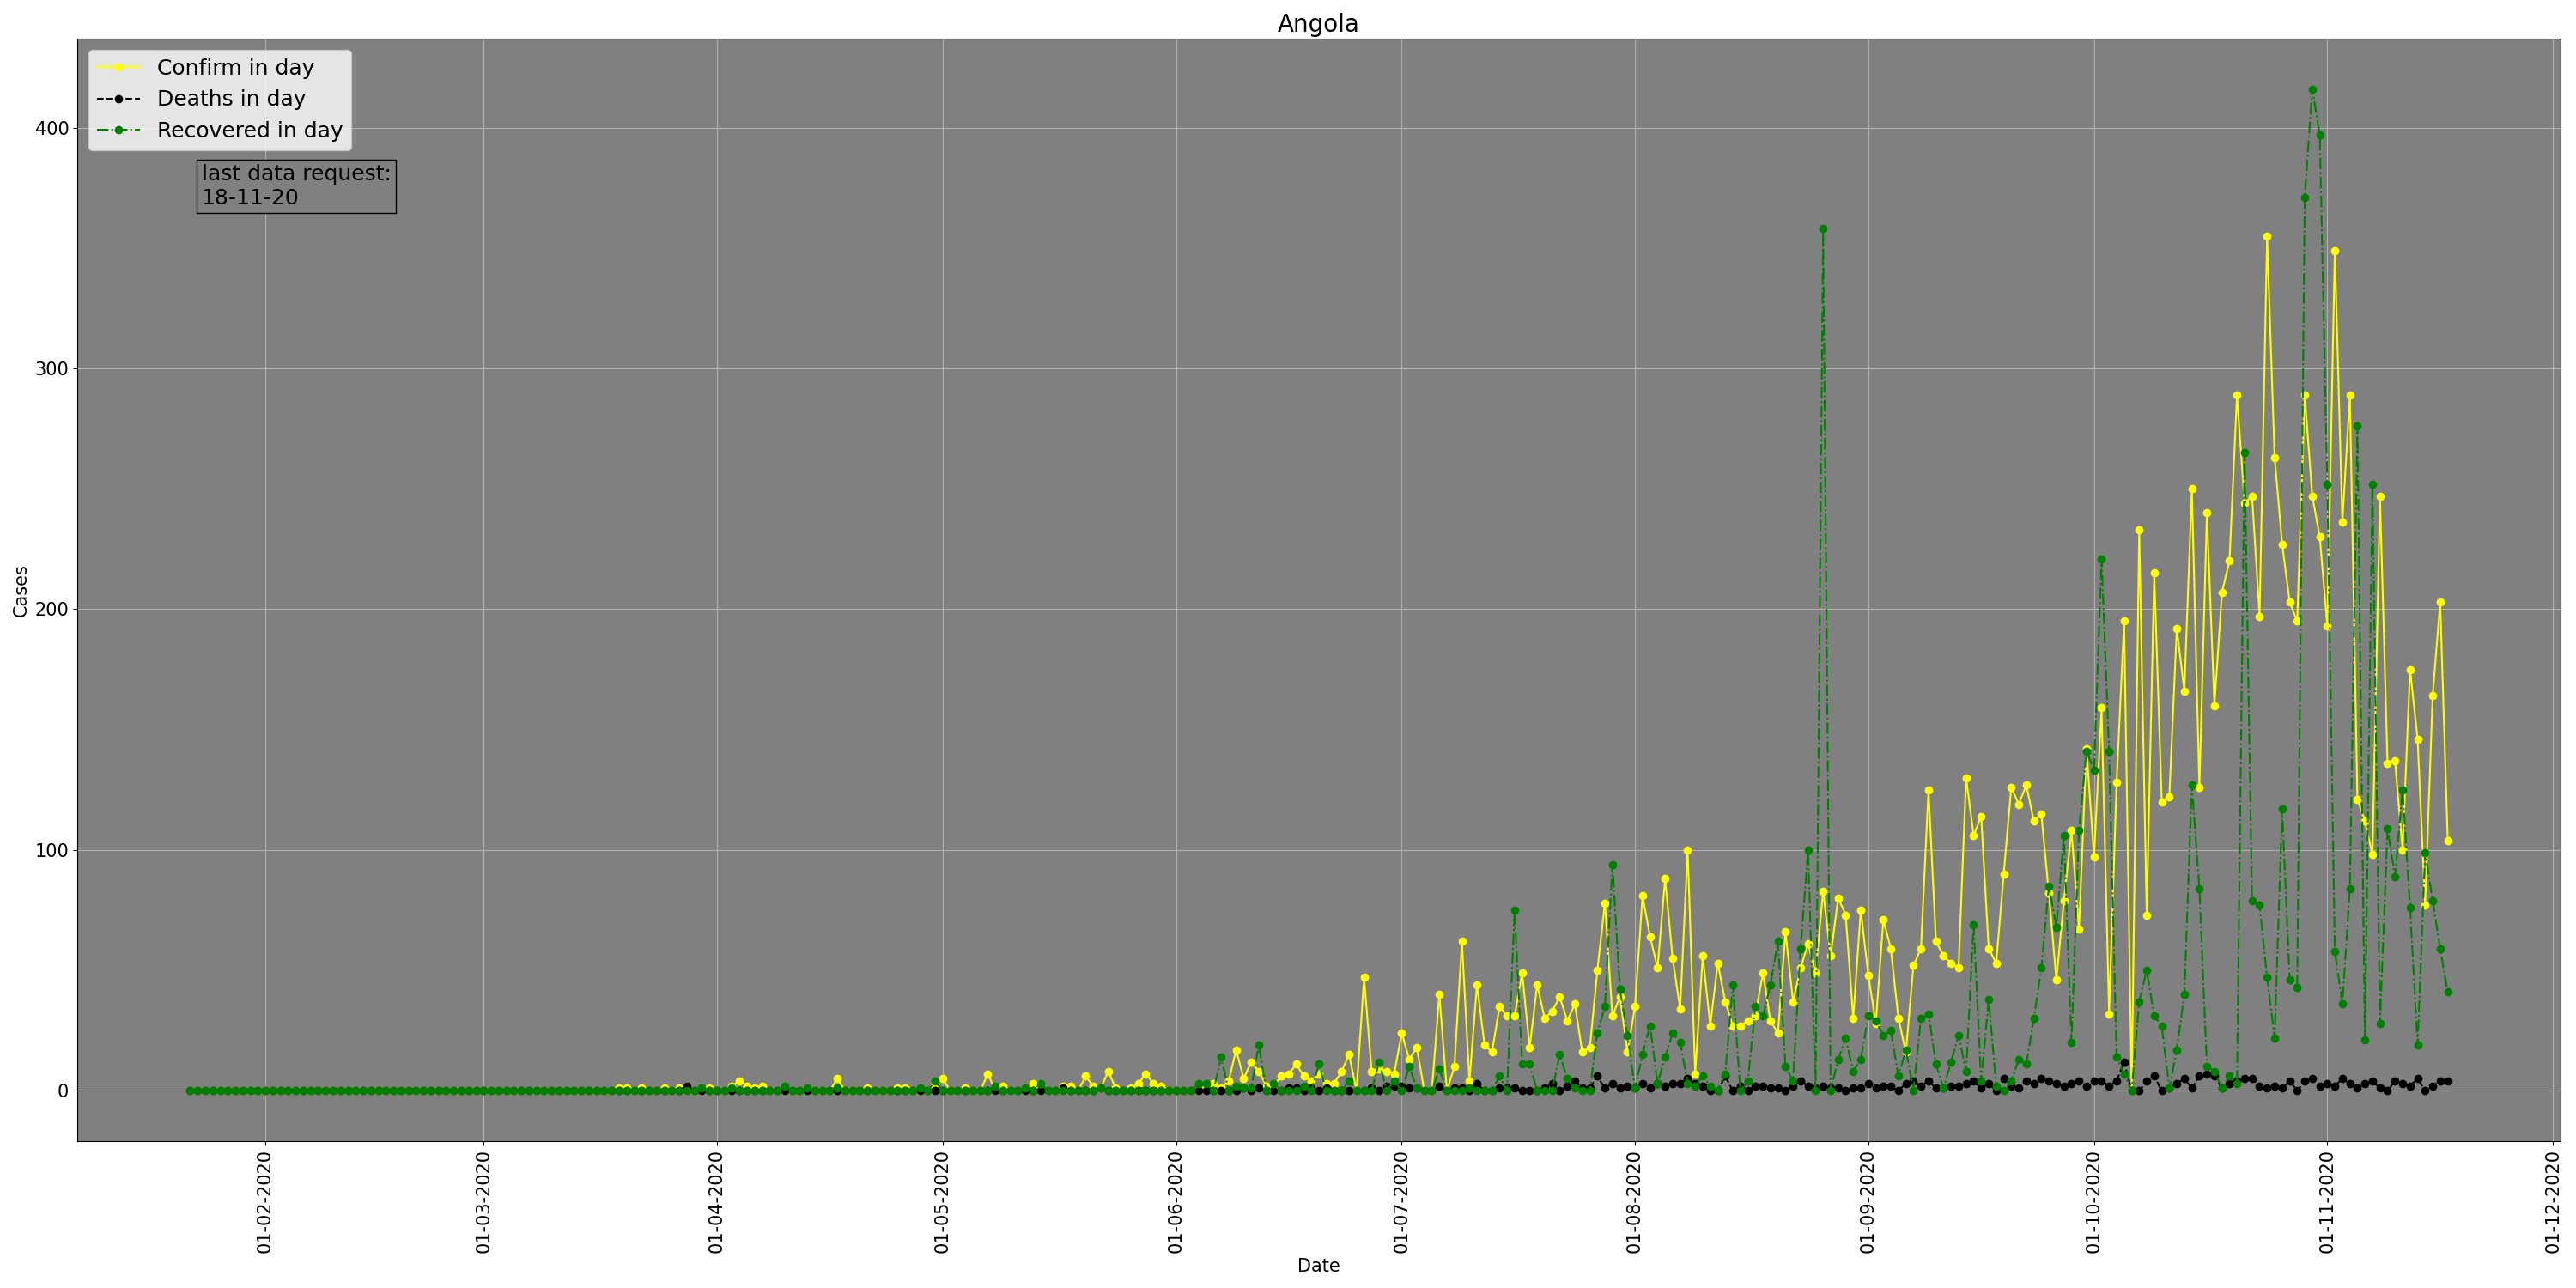 Angola
Confirm in day
Deaths in day
Recovered in day
last data request:
18-11-20
400
300
200
100
0
Cases
01-02-2020
01-03-2020
01-04-2020
01-05-2020
01-06-2020
01-07-2020
01-08-2020
01-09-2020
01-10-2020
01-11-2020
01-12-2020
Date